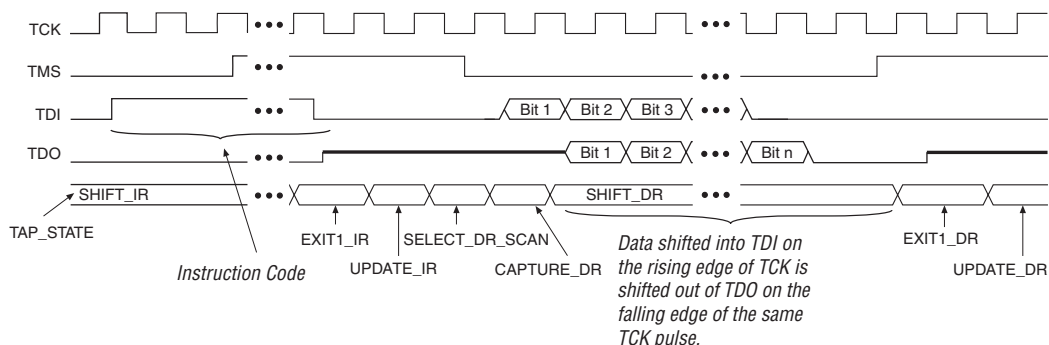 TCK
TMS
TDI Bit 1 Bit 2 Bit 3
TDO Bit 1 Bit 2 Bit n
SHIFT_IR SHIFT_DR
TAP_STATE
EXIT1_IR SELECT_DR_SCAN EXIT1_DR
UPDATE_IR CAPTURE_DR UPDATE_DR
Instruction Code
Data shifted into TDI on
the rising edge of TCK is
shifted out of TDO on the
falling edge of the same
TCK pulse.